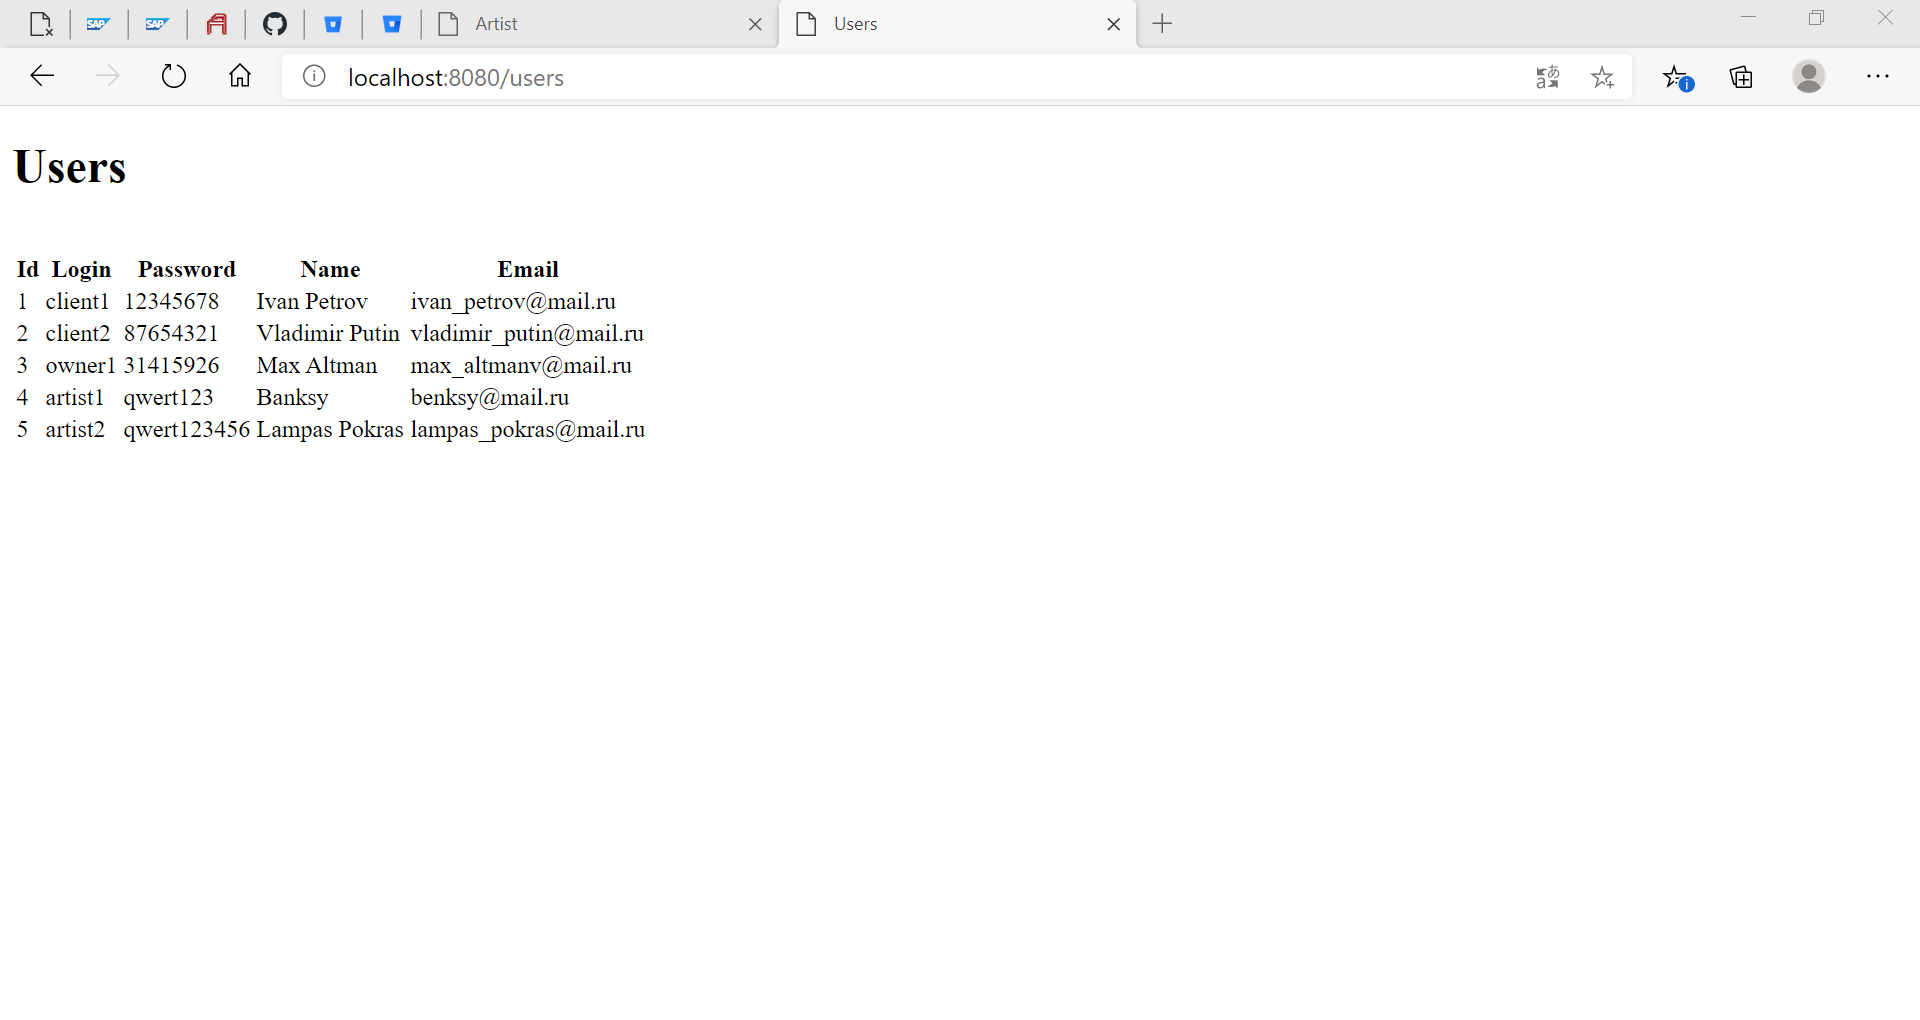 Artist
Users
localhost:8080/users
Users
Id Login Password Name Email
1 client1 12345678 Ivan Petrov ivan_petrov@mail.ru
2 client2 87654321 Vladimir Putin vladimir_putin@mail.ru
3 owner1 31415926 Max Altman max_altmanv@mail.ru
4 artist1 qwert123 Banksy benksy@mail.ru
5 artist2 qwert123456 Lampas Pokras lampas_pokras@mail.ru